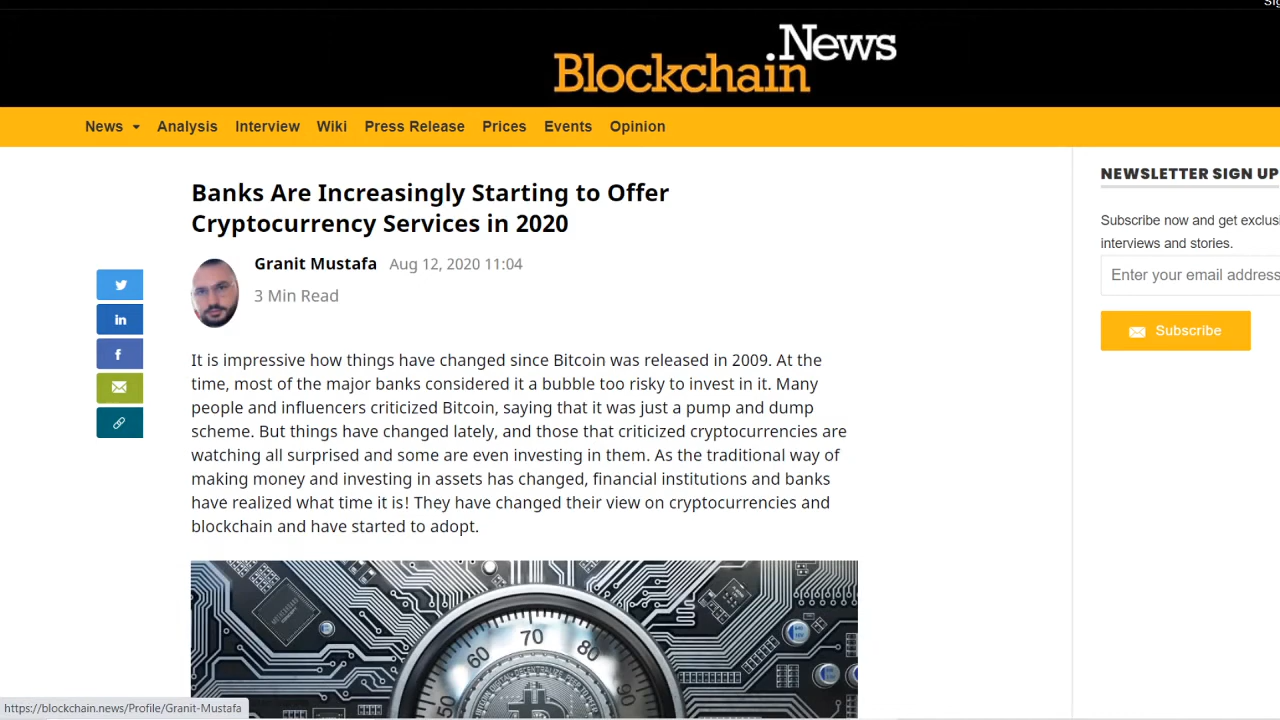 News
Blockchain
News Analysis Interview Wiki Press Release Prices Events Opinion
Banks Are Increasingly Starting to Offer
Cryptocurrency Services in 2020
Granit Mustafa Aug 12, 2020 11:04
3 Min Read
It is impressive how things have changed since Bitcoin was released in 2009. At the
time, most of the major banks considered it a bubble too risky to invest in it. Many
people and influencers criticized Bitcoin, saying that it was just a pump and dump
scheme. But things have changed lately, and those that criticized cryptocurrencies are
watching all surprised and some are even investing in them. As the traditional way of
making money and investing in assets has changed, financial institutions and banks
have realized what time it is! They have changed their view on cryptocurrencies and
blockchain and have started to adopt.
50 60 70 80 90
NEWSLETTER SIGN UP
Subscribe now and get
interviews and stories.
Enter your email address
Subscribe
https://blockchain.news/Profile/Granit-Mustafa